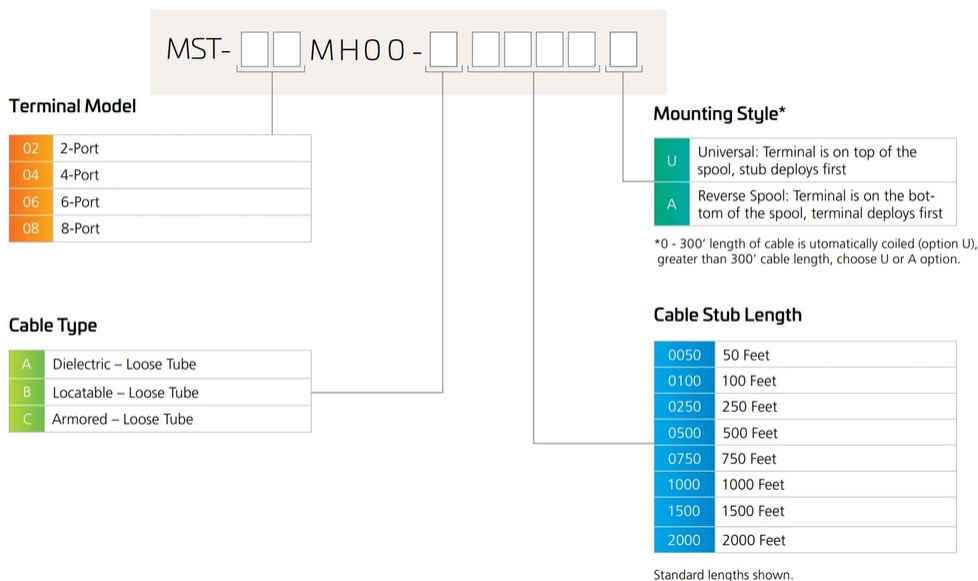 MST- MH00-
Terminal Model
02 2-Port
04 4-Port
06 6-Port
08 8-Port
Cable Type
A Dielectric – Loose Tube
B Locatable – Loose Tube
C Armored – Loose Tube
Mounting Style*
U Universal: Terminal is on top of the
spool, stub deploys first
A Reverse Spool: Terminal is on the bot-
tom of the spool, terminal deploys first
*0 - 300’ length of cable is utomatically coiled (option U),
greater than 300’ cable length, choose U or A option.
Cable Stub Length
0050 50 Feet
0100 100 Feet
0250 250 Feet
0500 500 Feet
0750 750 Feet
1000 1000 Feet
1500 1500 Feet
2000 2000 Feet
Standard lengths shown.